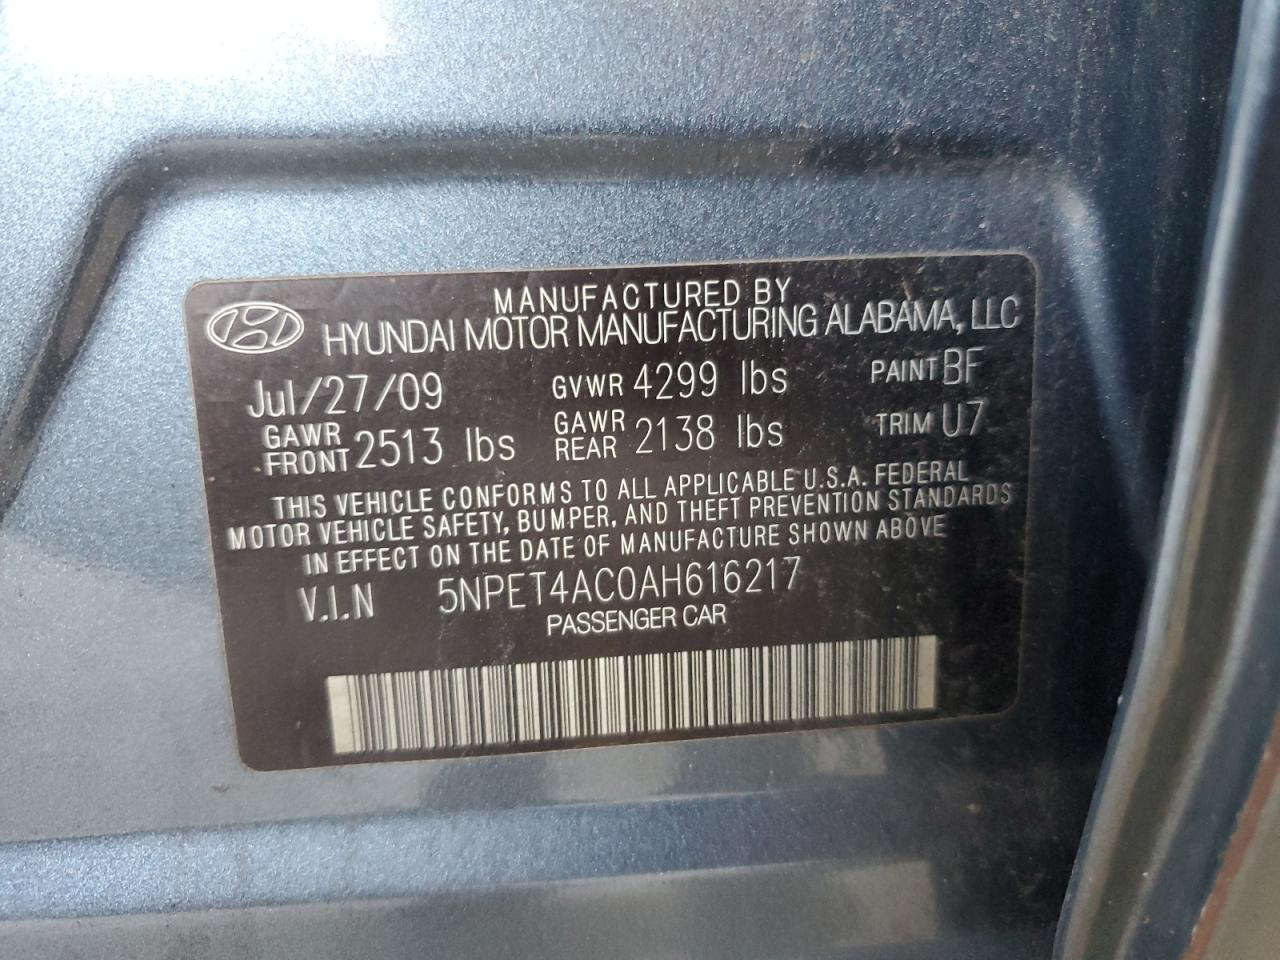 MANUFACTURED BY
HYUNDAI MOTOR MANUFACTURING ALABAMA, LLC
Jul/27/09 GVWR 4299 lbs PAINT BF
GAWR FRONT 2513 lbs GAWR REAR 2138 lbs TRIM U7
THIS VEHICLE CONFORMS TO ALL APPLICABLE U.S.A. FEDERAL
MOTOR VEHICLE SAFETY, BUMPER, AND THEFT PREVENTION STANDARDS
IN EFFECT ON THE DATE OF MANUFACTURE SHOWN ABOVE
V.I.N 5NPET4AC0AH616217
PASSENGER CAR